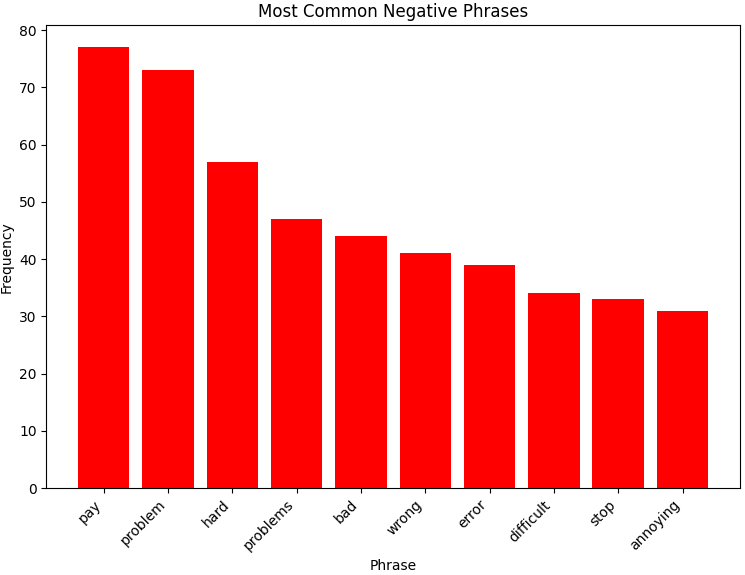 Most Common Negative Phrases
80
70
60
50
40
30
20
10
0
Frequency
pay
problem
hard
problems
bad
wrong
error
difficult
stop
annoying
Phrase